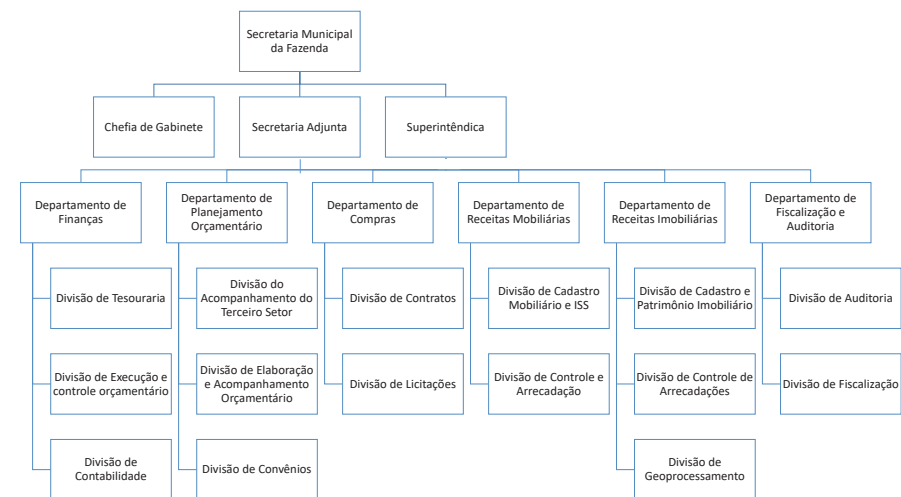 Secretaria Municipal
da Fazenda
Chefia de Gabinete
Secretaria Adjunta
Superintêndica
Departamento de
Finanças
Departamento de
Planejamento
Orçamentário
Departamento de
Compras
Departamento de
Receitas Mobiliárias
Departamento de
Receitas Imobiliárias
Departamento de
Fiscalização e
Auditoria
Divisão de Tesouraria
Divisão do
Acompanhamento do
Terceiro Setor
Divisão de Contratos
Divisão de Cadastro
Mobiliário e ISS
Divisão de Cadastro e
Patrimônio Imobiliário
Divisão de Auditoria
Divisão de Execução e
controle orçamentário
Divisão de Elaboração
e Acompanhamento
Orçamentário
Divisão de Licitações
Divisão de Controle e
Arrecadação
Divisão de Controle de
Arrecadações
Divisão de Fiscalização
Divisão de
Contabilidade
Divisão de Convênios
Divisão de
Geoprocessamento